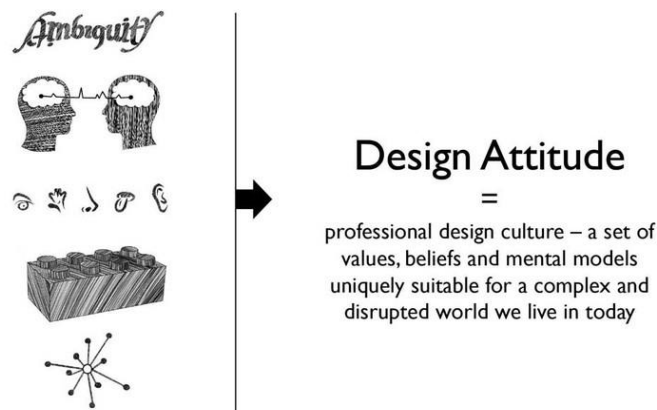 Ambiguity
Design Attitude
=
professional design culture – a set of
values, beliefs and mental models
uniquely suitable for a complex and
disrupted world we live in today